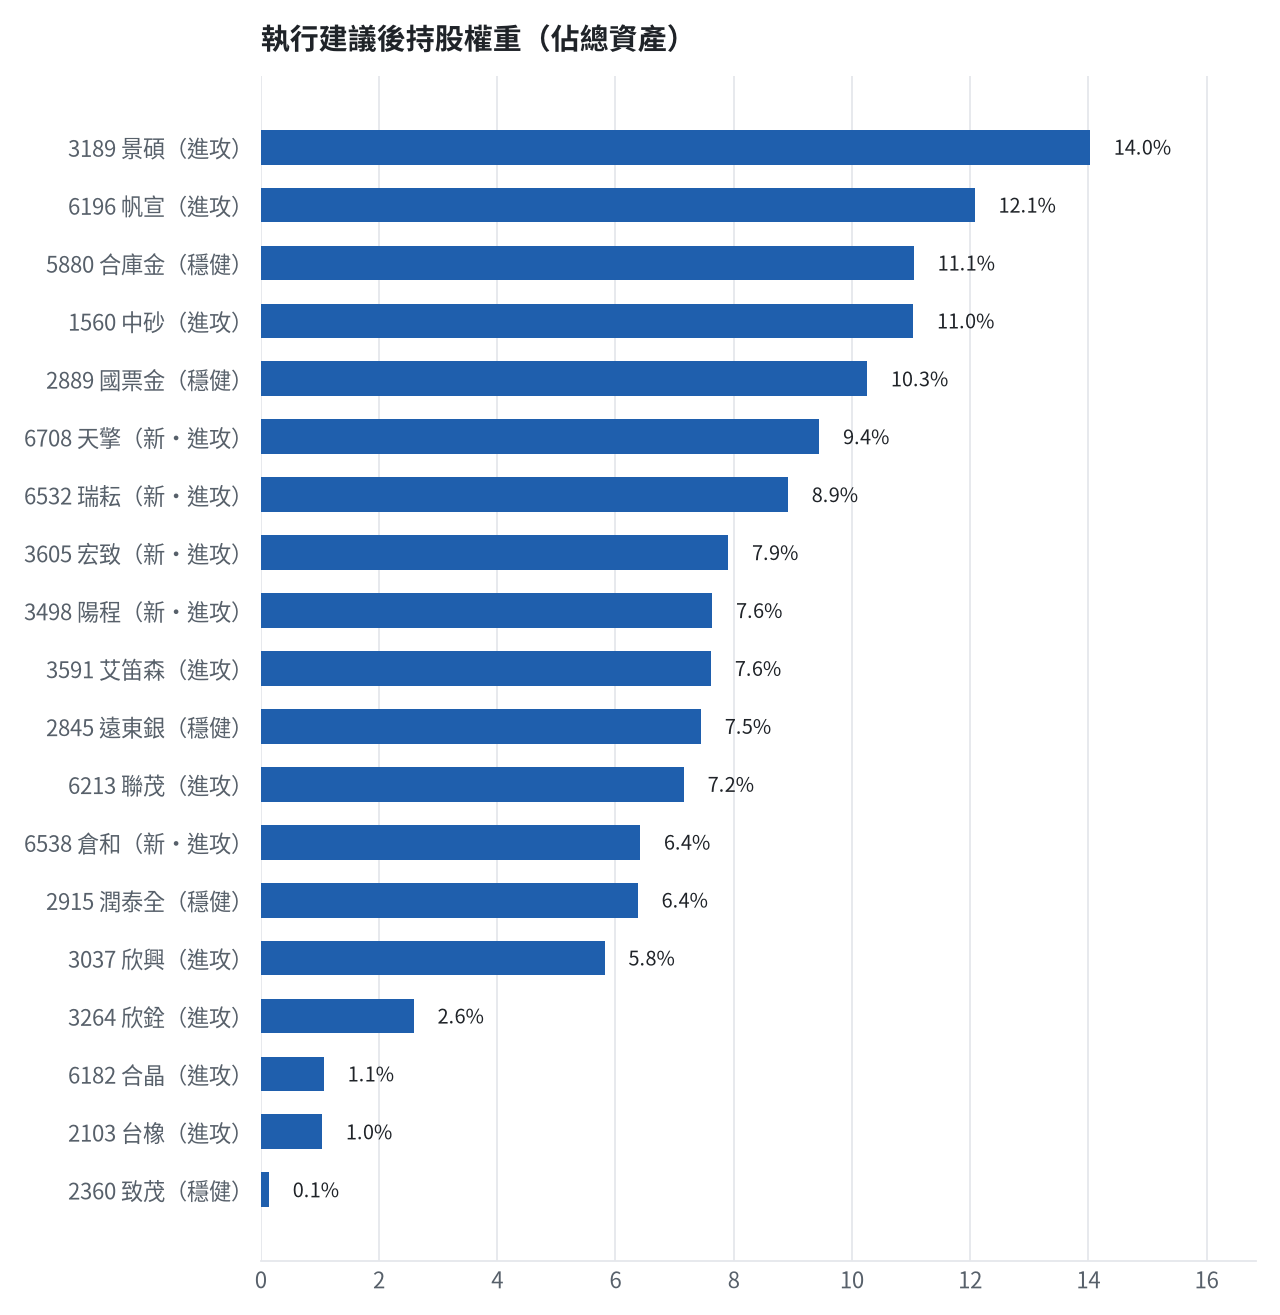 執行建議後持股權重（佔總資產）
3189 景碩（進攻） 14.0%
6196 帆宣（進攻） 12.1%
5880 合庫金（穩健） 11.1%
1560 中砂（進攻） 11.0%
2889 國票金（穩健） 10.3%
6708 天擎（新・進攻） 9.4%
6532 瑞耘（新・進攻） 8.9%
3605 宏致（新・進攻） 7.9%
3498 陽程（新・進攻） 7.6%
3591 艾笛森（進攻） 7.6%
2845 遠東銀（穩健） 7.5%
6213 聯茂（進攻） 7.2%
6538 倉和（新・進攻） 6.4%
2915 潤泰全（穩健） 6.4%
3037 欣興（進攻） 5.8%
3264 欣銓（進攻） 2.6%
6182 合晶（進攻） 1.1%
2103 台橡（進攻） 1.0%
2360 致茂（穩健） 0.1%
0 2 4 6 8 10 12 14 16